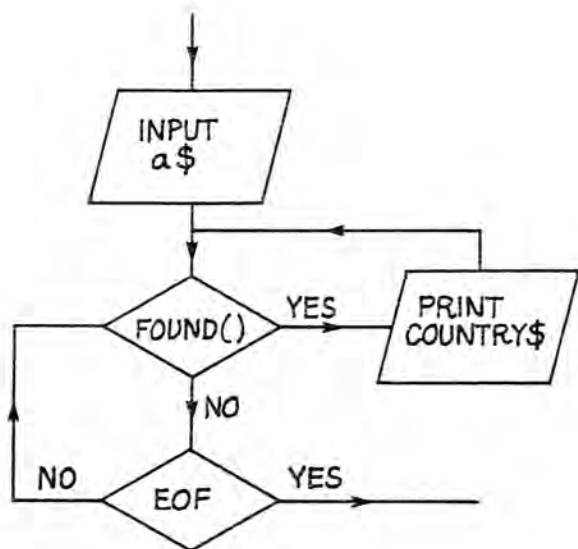 INPUT
a$
FOUND()
YES
PRINT
COUNTRY$
NO
NO
EOF
YES